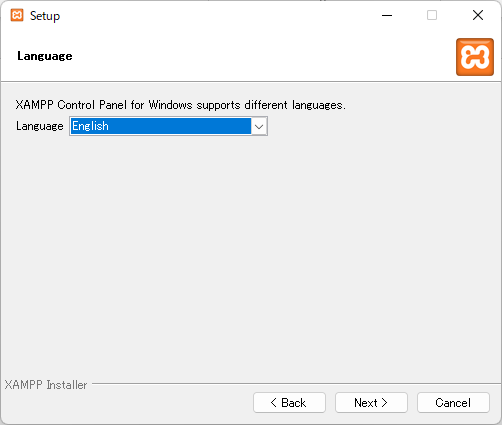 Setup
Language
XAMPP Control Panel for Windows supports different languages.
Language English
XAMPP Installer
< Back Next > Cancel